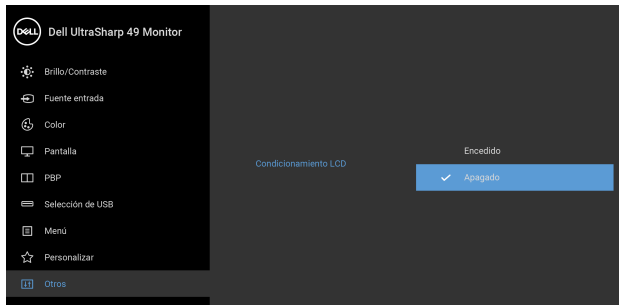 DELL
Dell UltraSharp 49 Monitor
Brillo/Contraste
Fuente entrada
Color
Pantalla
PBP
Selección de USB
Menú
Personalizar
Otros
Condicionamiento LCD
Encedido
Apagado